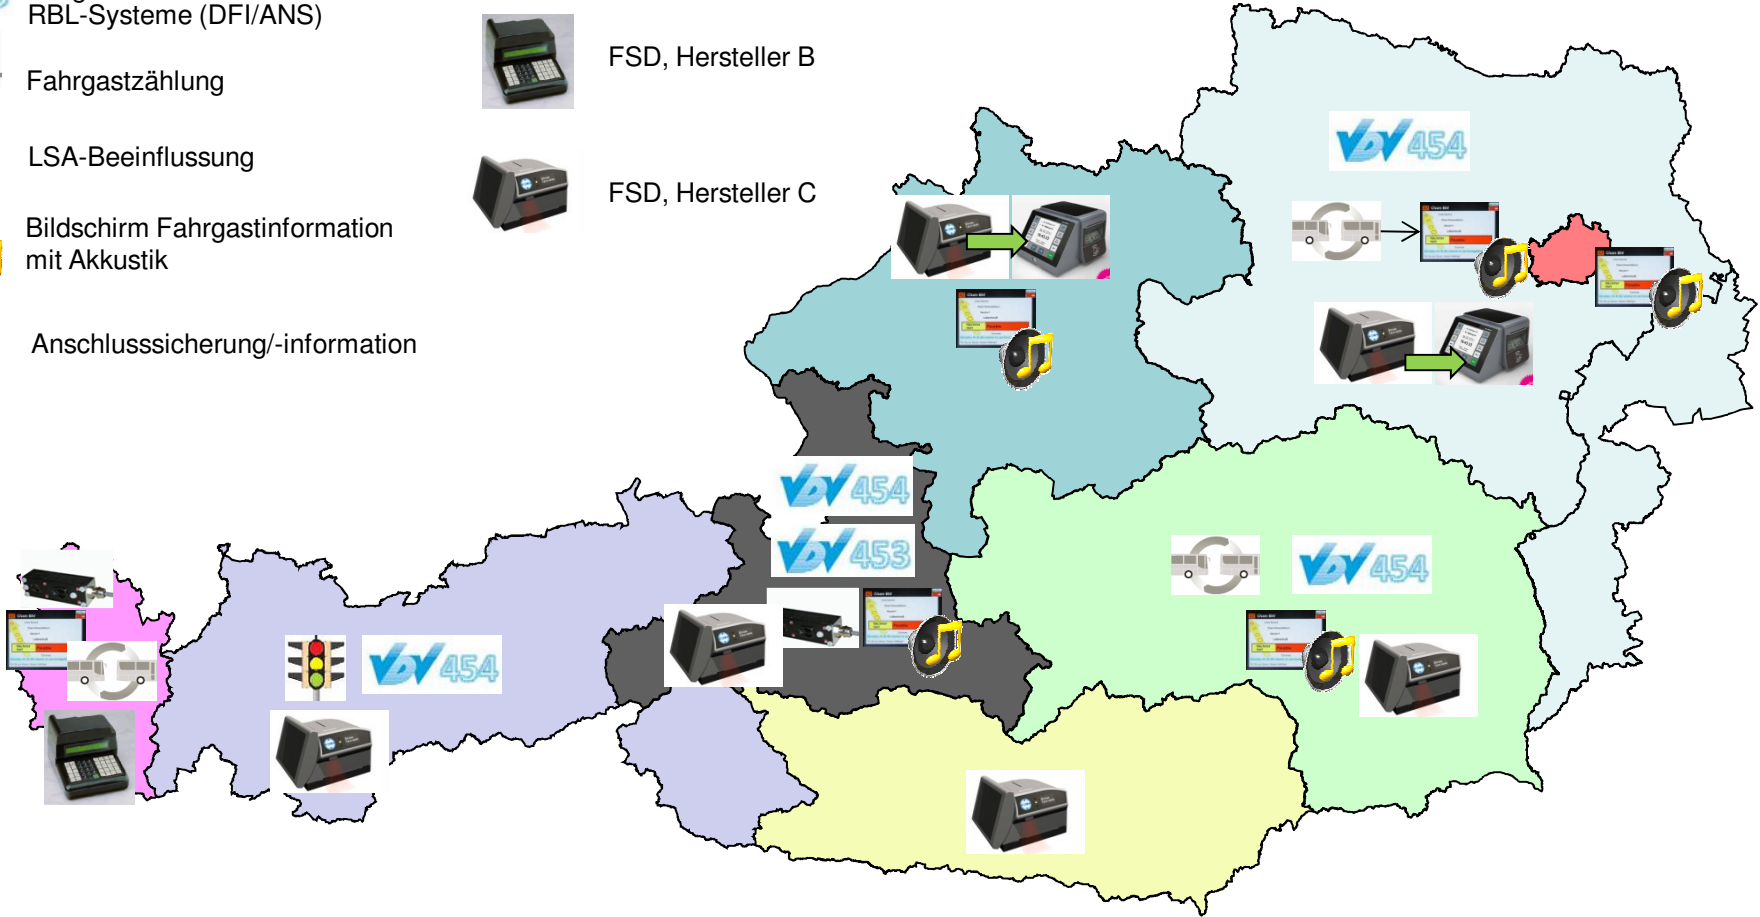 RBL-Systeme (DFI/ANS)
Fahrgastzählung
LSA-Beeinflussung
Bildschirm Fahrgastinformation
mit Akkustik
Anschlusssicherung/-information
FSD, Hersteller B
FSD, Hersteller C
VDV 454
VDV 454
VDV 453
VDV 454
VDV 454